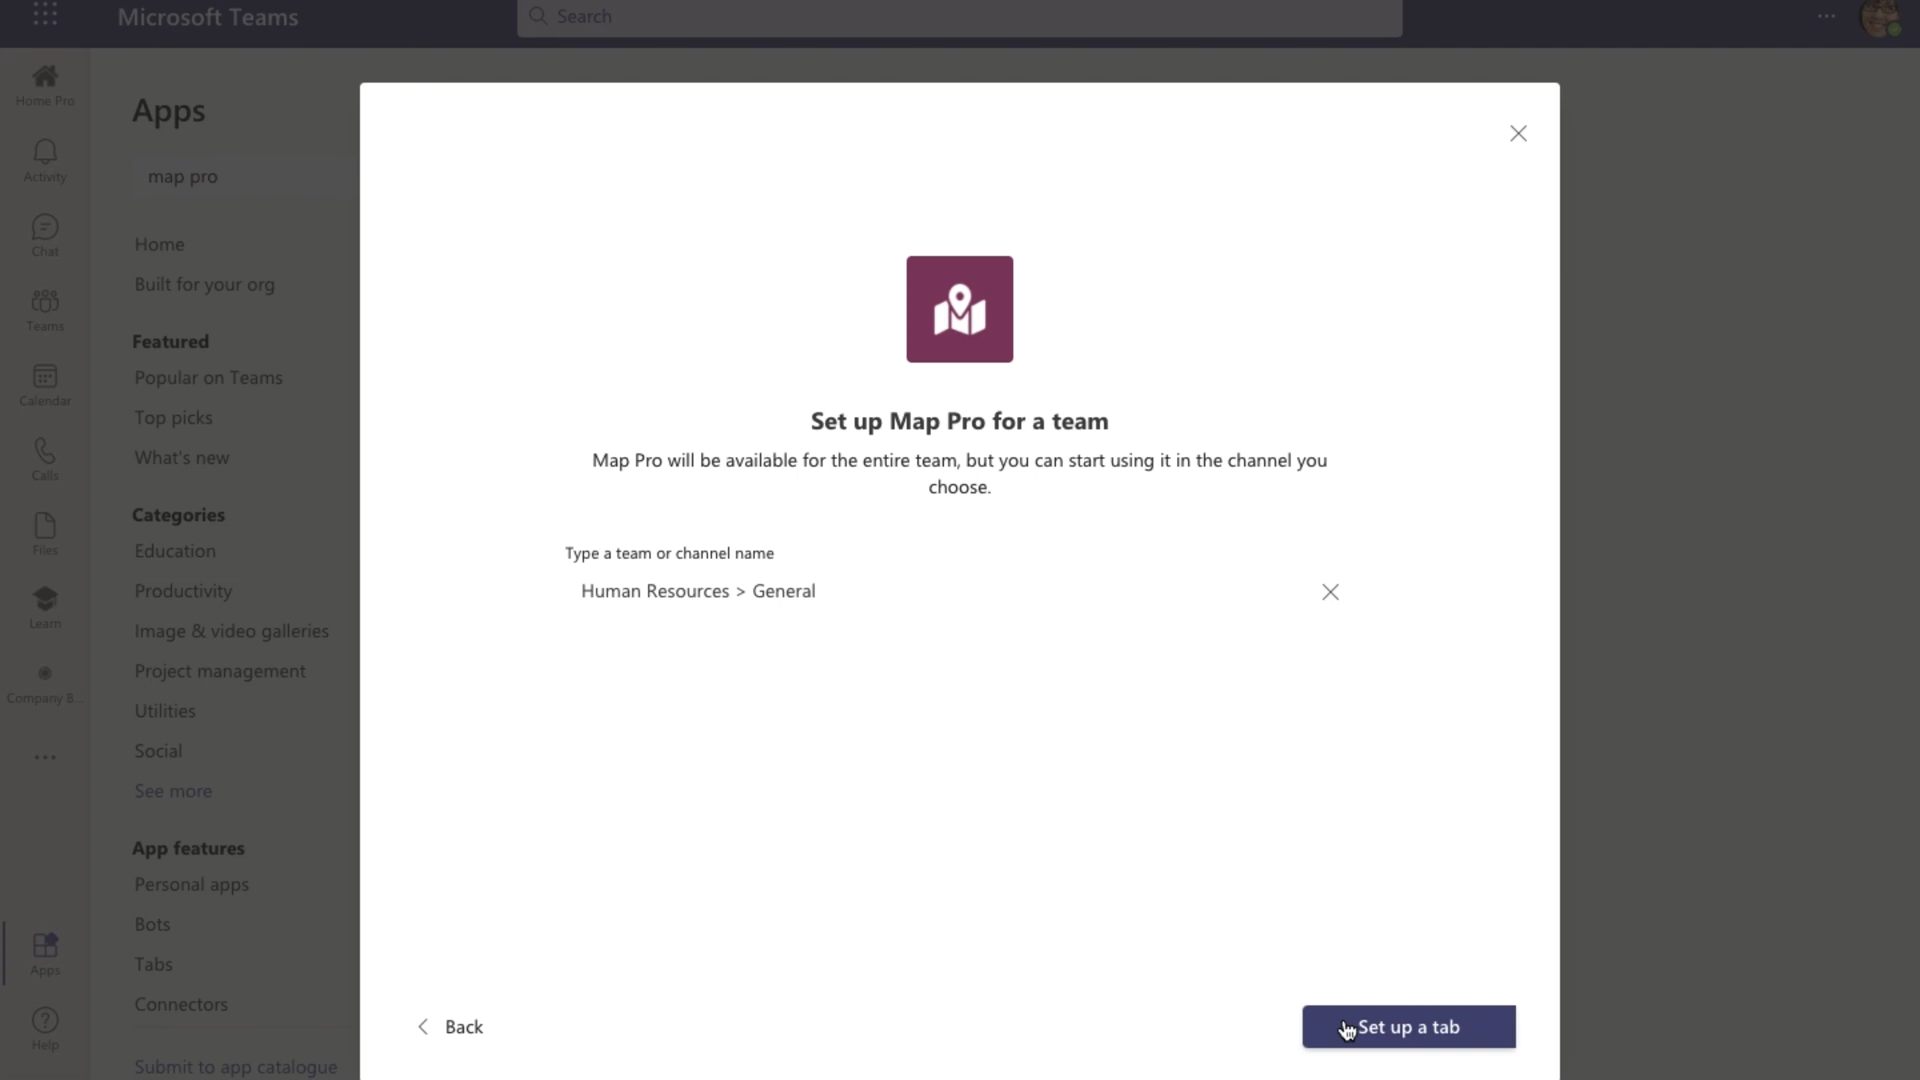 Microsoft Teams
Search
Home Pro
Activity
Chat
Teams
Calendar
Calls
Files
Learn
Company B...
Apps
Help
Apps
map pro
Home
Built for your org
Featured
Popular on Teams
Top picks
What's new
Categories
Education
Productivity
Image & video galleries
Project management
Utilities
Social
See more
App features
Personal apps
Bots
Tabs
Connectors
Submit to app catalogue
Set up Map Pro for a team
Map Pro will be available for the entire team, but you can start using it in the channel you
choose.
Type a team or channel name
Human Resources > General
Back
Set up a tab